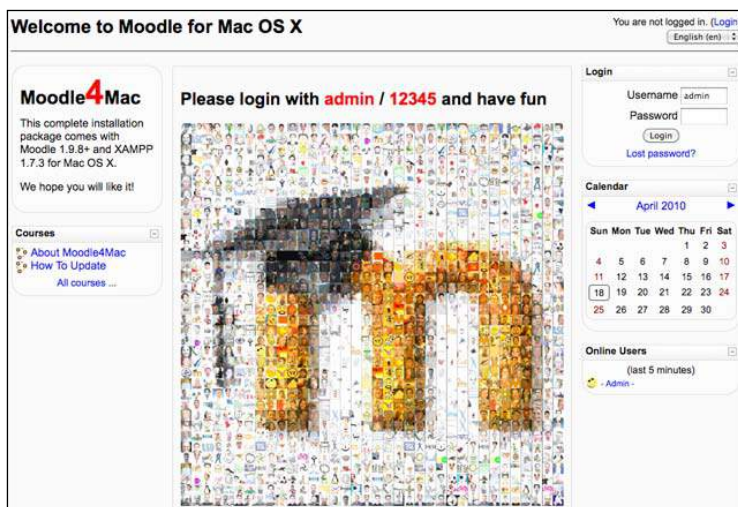 Welcome to Moodle for Mac OS X
You are not logged in. (Login
English (en)
Moodle4Mac
This complete installation
package comes with
Moodle 1.9.8+ and XAMPP
1.7.3 for Mac OS X.
We hope you will like it!
Courses
About Moodle4Mac
How To Update
All courses ...
Please login with admin / 12345 and have fun
Login
Username admin
Password
Login
Lost password?
Calendar
April 2010
Sun Mon Tue Wed Thu Fri Sat
1 2 3
4 5 6 7 8 9 10
11 12 13 14 15 16 17
18 19 20 21 22 23 24
25 26 27 28 29 30
Online Users
(last 5 minutes)
- Admin -